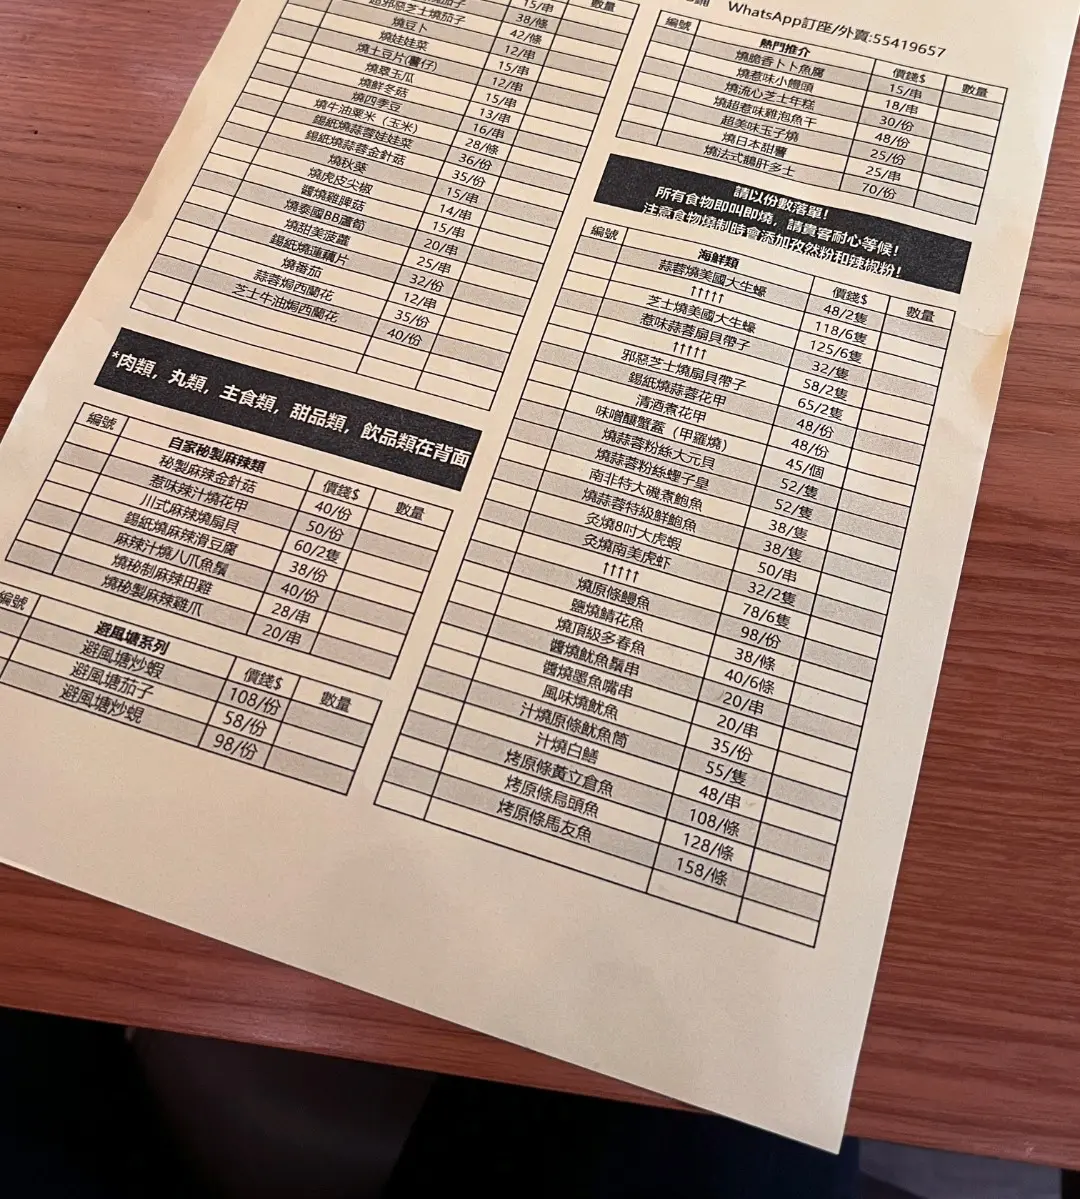 15/串 數量
茄子 38/條
超邪惡芝士燒茄子 42/條
燒豆卜 12/串
燒娃娃菜 15/串
燒土豆片(薯仔) 12/串
燒翠玉瓜 15/串
燒鮮冬菇 13/串
燒四季豆 16/串
燒牛油粟米（玉米） 28/條
錫紙燒蒜蓉娃娃菜 36/份
錫紙燒蒜蓉金針菇 35/份
燒秋葵 15/串
燒虎皮尖椒 14/串
醬燒雞髀菇 15/串
燒泰國BB蘆筍 20/串
燒甜美菠蘿 25/串
錫紙燒蓮藕片 32/份
燒番茄 12/串
蒜蓉焗西蘭花 35/份
芝士牛油焗西蘭花 40/份
*肉類，丸類，主食類，甜品類，飲品類在背面
編號 自家秘製麻辣類 價錢$ 數量
秘製麻辣金針菇 40/份
惹味辣汁燒花甲 50/份
川式麻辣燒扇貝 60/2隻
錫紙燒麻辣滑豆腐 38/份
麻辣汁燒八爪魚鬚 40/份
燒秘制麻辣田雞 28/串
燒秘製麻辣雞爪 20/串
編號 避風塘系列 價錢$ 數量
避風塘炒蝦 108/份
避風塘茄子 58/份
避風塘炒蜆 98/份
WhatsApp訂座/外賣:55419657
編號 熱門推介 價錢$ 數量
燒脆香卜卜魚腐 15/串
燒惹味小饅頭 18/串
燒流心芝士年糕 30/份
燒超惹味雞泡魚干 48/份
超美味玉子燒 25/份
燒日本甜薯 25/串
燒法式鵝肝多士 70/份
請以份數落單!
所有食物即叫即燒，請貴客耐心等候!
注意食物燒制時會添加孜然粉和辣椒粉!
編號 海鮮類 價錢$ 數量
蒜蓉燒美國大生蠔 48/2隻
↑↑↑↑↑ 118/6隻
芝士燒美國大生蠔 125/6隻
惹味蒜蓉扇貝帶子 32/隻
↑↑↑↑↑ 58/2隻
邪惡芝士燒扇貝帶子 65/2隻
錫紙燒蒜蓉花甲 48/份
清酒煮花甲 48/份
味噌釀蟹蓋（甲羅燒） 45/個
燒蒜蓉粉絲大元貝 52/隻
燒蒜蓉粉絲蟶子皇 52/隻
南非特大磯煮鮑魚 38/隻
燒蒜蓉特級鮮鮑魚 38/隻
灸燒8吋大虎蝦 50/串
灸燒南美虎虾 32/2隻
↑↑↑↑↑ 78/6隻
燒原條鰻魚 98/份
鹽燒鯖花魚 38/條
燒頂級多春魚 40/6條
醬燒魷魚鬚串 20/串
醬燒墨魚嘴串 20/串
風味燒魷魚 35/份
汁燒原條魷魚筒 55/隻
汁燒白鱔 48/串
烤原條黃立倉魚 108/條
烤原條烏頭魚 128/條
烤原條馬友魚 158/條